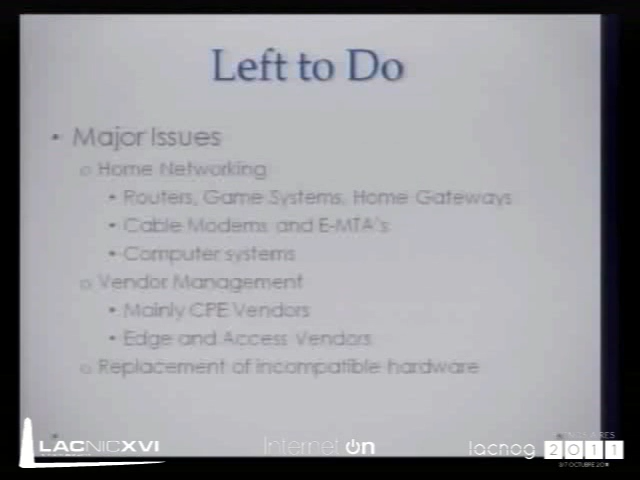 Left to Do
• Major Issues
o Home Networking
• Routers, Game Systems, Home Gateways
• Cable Modems and E-MTA's
• Computer systems
o Vendor Management
• Mainly CPE Vendors
• Edge and Access Vendors
o Replacement of incompatible hardware
LACNICXVI
Internet ON
lacnog 2011